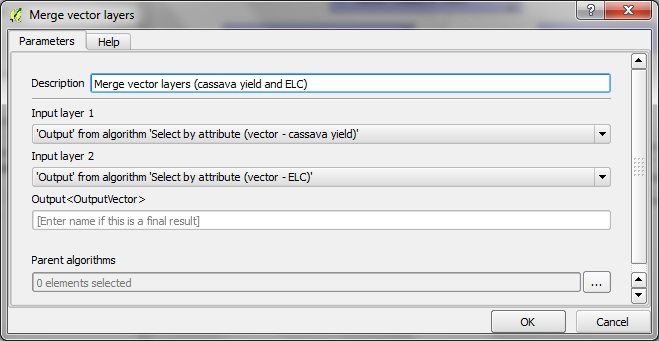 Merge vector layers
Parameters Help
Description Merge vector layers (cassava yield and ELC)
Input layer 1
'Output' from algorithm 'Select by attribute (vector - cassava yield)'
Input layer 2
'Output' from algorithm 'Select by attribute (vector - ELC)'
Output<OutputVector>
[Enter name if this is a final result]
Parent algorithms
0 elements selected ...
OK Cancel